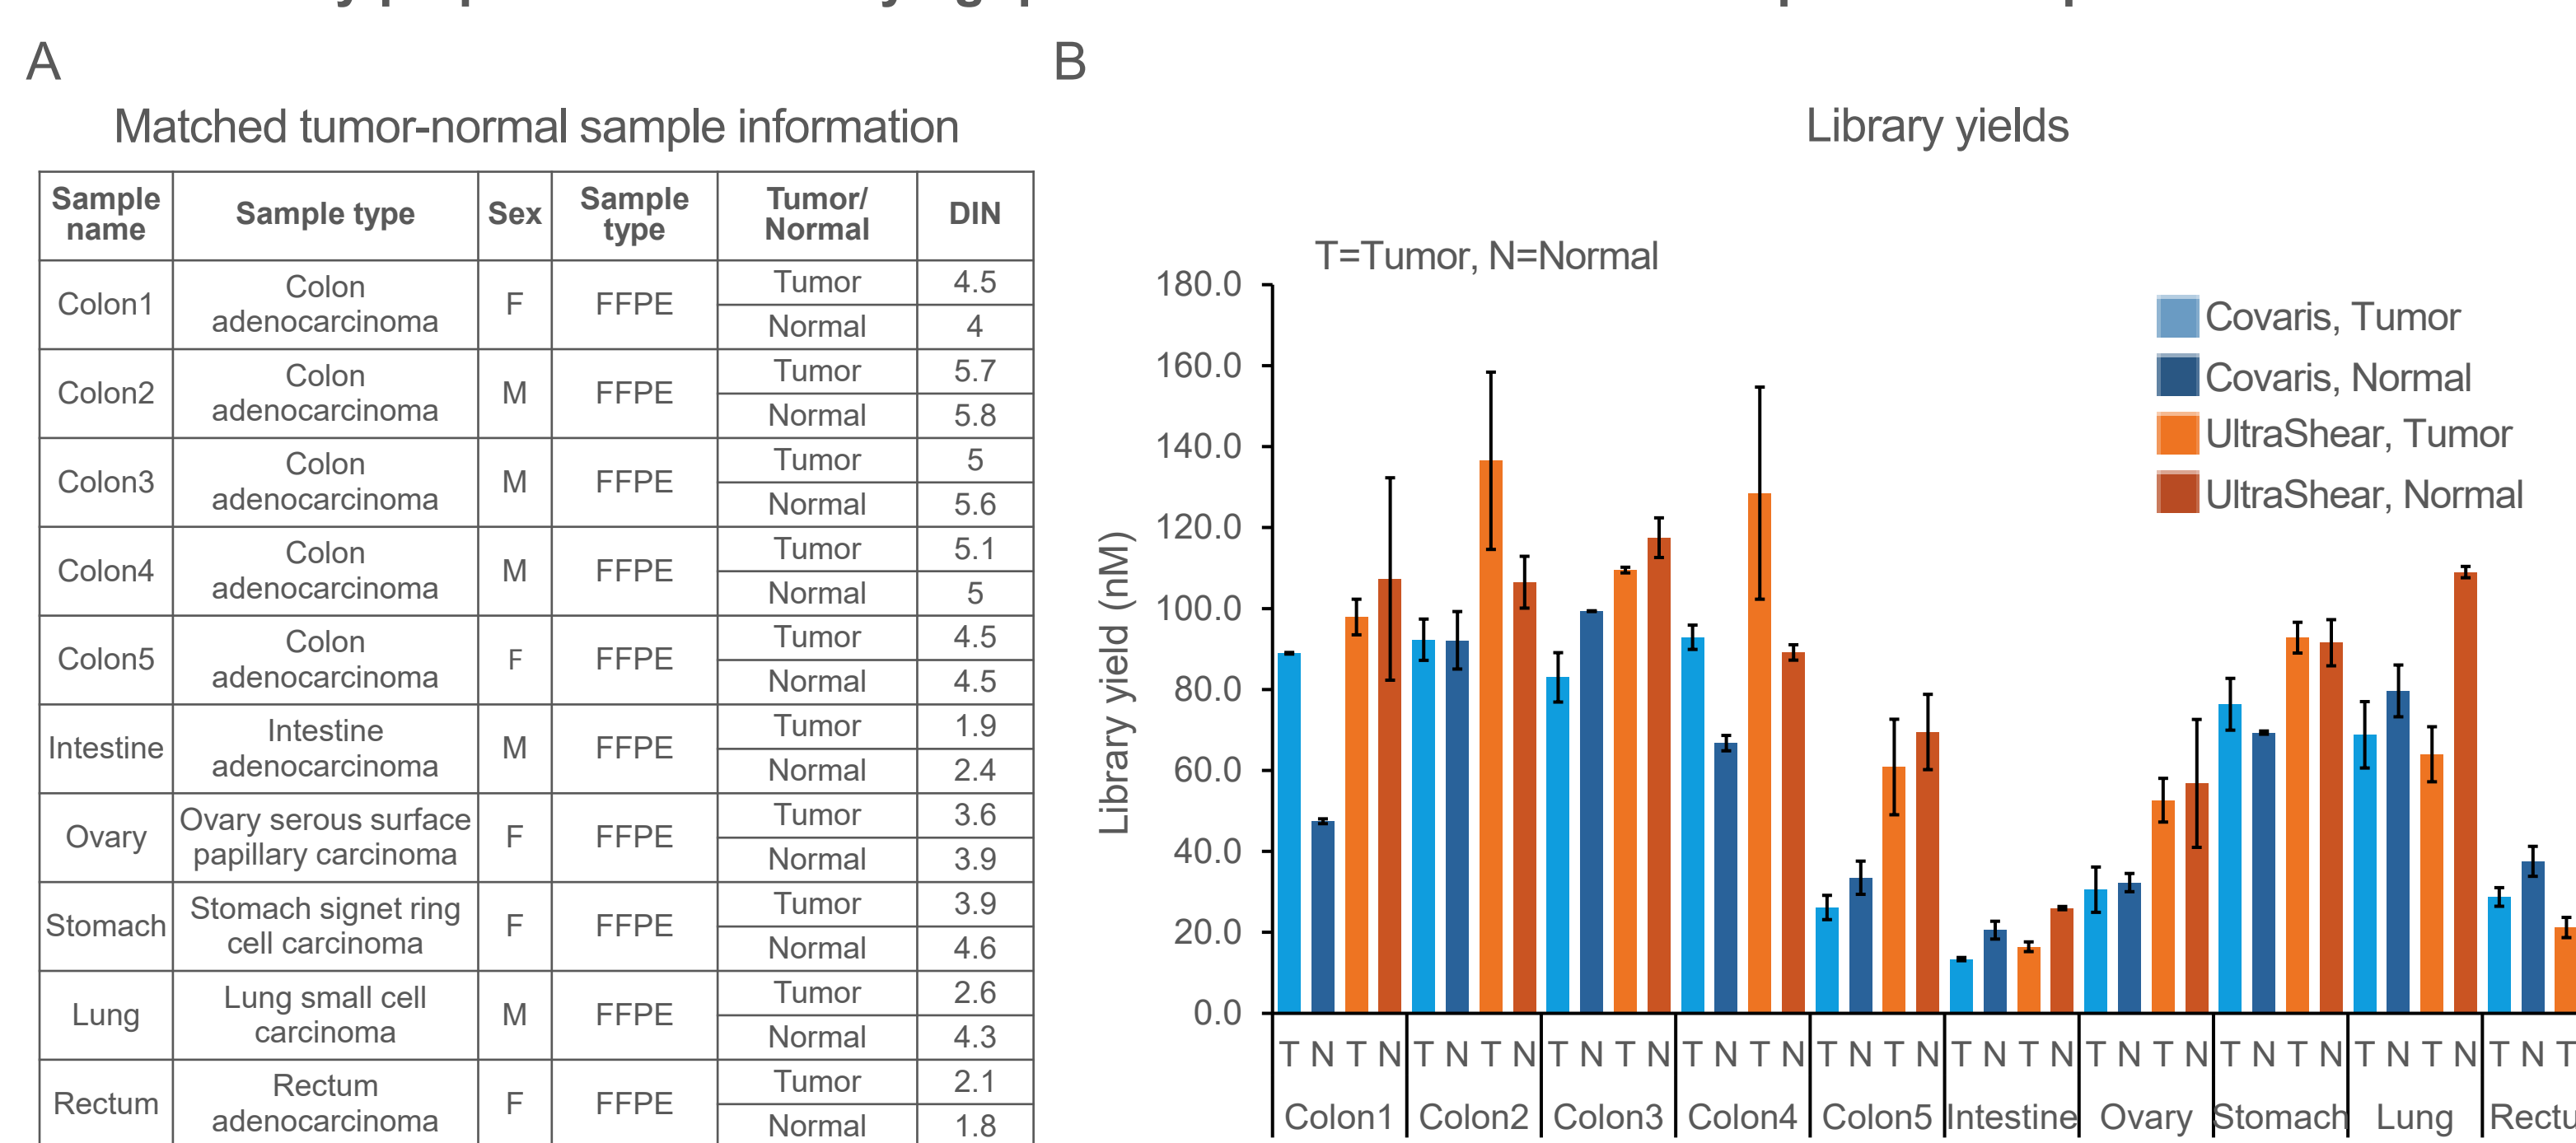 A
Matched tumor-normal sample information
Sample name Sample type Sex Sample type Tumor/ Normal DIN
Colon1 Colon adenocarcinoma F FFPE Tumor 4.5
Normal 4
Colon2 Colon adenocarcinoma M FFPE Tumor 5.7
Normal 5.8
Colon3 Colon adenocarcinoma M FFPE Tumor 5
Normal 5.6
Colon4 Colon adenocarcinoma M FFPE Tumor 5.1
Normal 5
Colon5 Colon adenocarcinoma F FFPE Tumor 4.5
Normal 4.5
Intestine Intestine adenocarcinoma M FFPE Tumor 1.9
Normal 2.4
Ovary Ovary serous surface papillary carcinoma F FFPE Tumor 3.6
Normal 3.9
Stomach Stomach signet ring cell carcinoma F FFPE Tumor 3.9
Normal 4.6
Lung Lung small cell carcinoma M FFPE Tumor 2.6
Normal 4.3
Rectum Rectum adenocarcinoma F FFPE Tumor 2.1
Normal 1.8
B
Library yields
T=Tumor, N=Normal
Covaris, Tumor
Covaris, Normal
UltraShear, Tumor
UltraShear, Normal
Library yield (nM)
180.0
160.0
140.0
120.0
100.0
80.0
60.0
40.0
20.0
0.0
T N T N T N T N T N T N T N T N T N T N T N T N T N T N T N T N T N T N T N T
Colon1 Colon2 Colon3 Colon4 Colon5 Intestine Ovary Stomach Lung Rectu